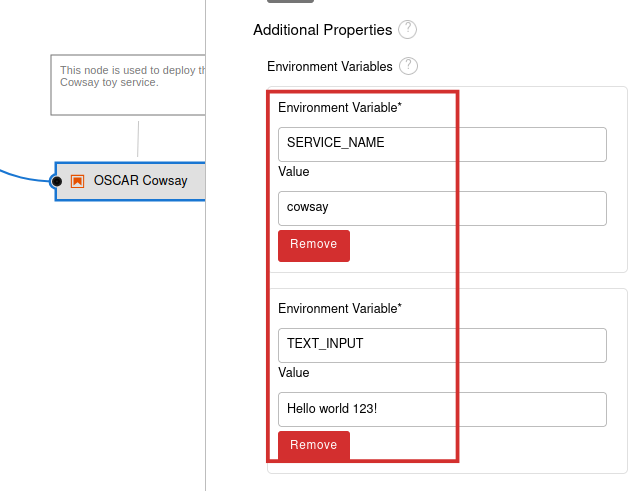 Additional Properties ?
Environment Variables ?
This node is used to deploy th
Cowsay toy service.
OSCAR Cowsay
Environment Variable*
SERVICE_NAME
Value
cowsay
Remove
Environment Variable*
TEXT_INPUT
Value
Hello world 123!
Remove